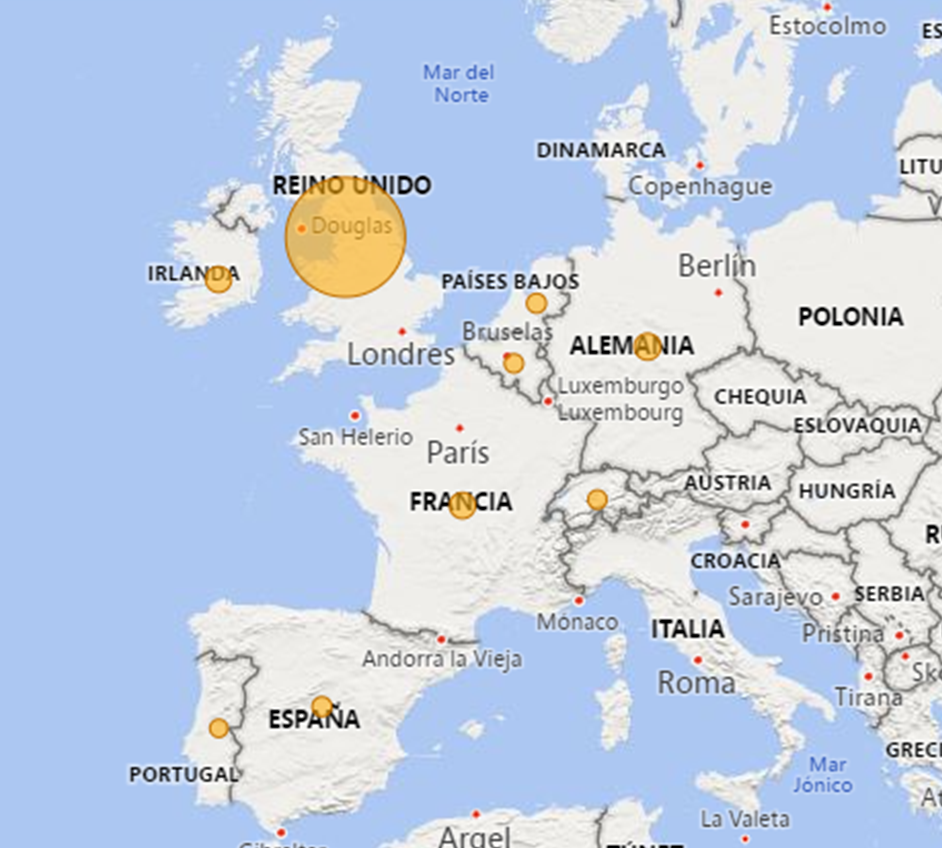 Estocolmo
Mar del
Norte
DINAMARCA
Copenhague
REINO UNIDO
Douglas
IRLANDA
PAÍSES BAJOS
Berlín
POLONIA
Bruselas
ALEMANIA
Londres
Luxemburgo
Luxembourg
CHEQUIA
San Helerio
París
ESLOVAQUIA
AUSTRIA
HUNGRÍA
FRANCIA
CROACIA
Sarajevo
SERBIA
Mónaco
ITALIA
Pristina
Andorra la Vieja
Roma
Tirana
ESPAÑA
PORTUGAL
Mar
Jónico
La Valeta
Argel